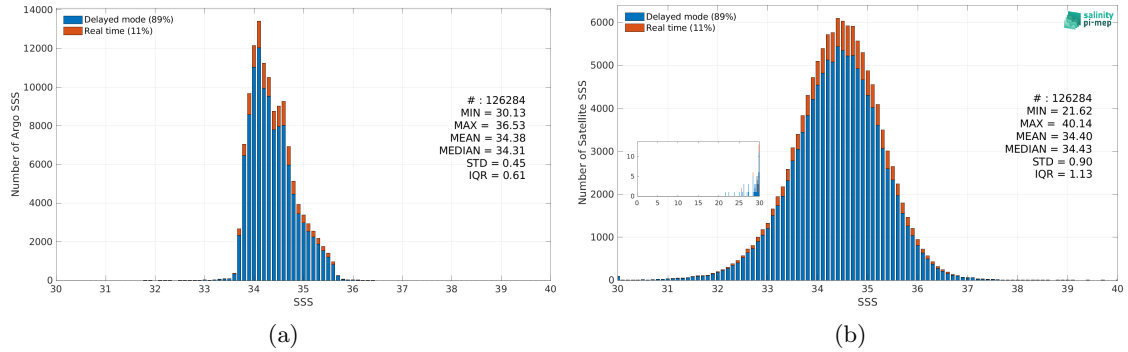 Delayed mode (89%)
Real time (11%)
14000
12000
10000
8000
6000
4000
2000
0
Number of Argo SSS
# : 126284
MIN = 30.13
MAX = 36.53
MEAN = 34.38
MEDIAN = 34.31
STD = 0.45
IQR = 0.61
30 31 32 33 34 35 36 37 38 39 40
SSS
(a)
Delayed mode (89%)
Real time (11%)
salinity
pi-mep
6000
5000
4000
3000
2000
1000
0
Number of Satellite SSS
# : 126284
MIN = 21.62
MAX = 40.14
MEAN = 34.40
MEDIAN = 34.43
STD = 0.90
IQR = 1.13
10
5
0
0 5 10 15 20 25 30
30 31 32 33 34 35 36 37 38 39 40
SSS
(b)